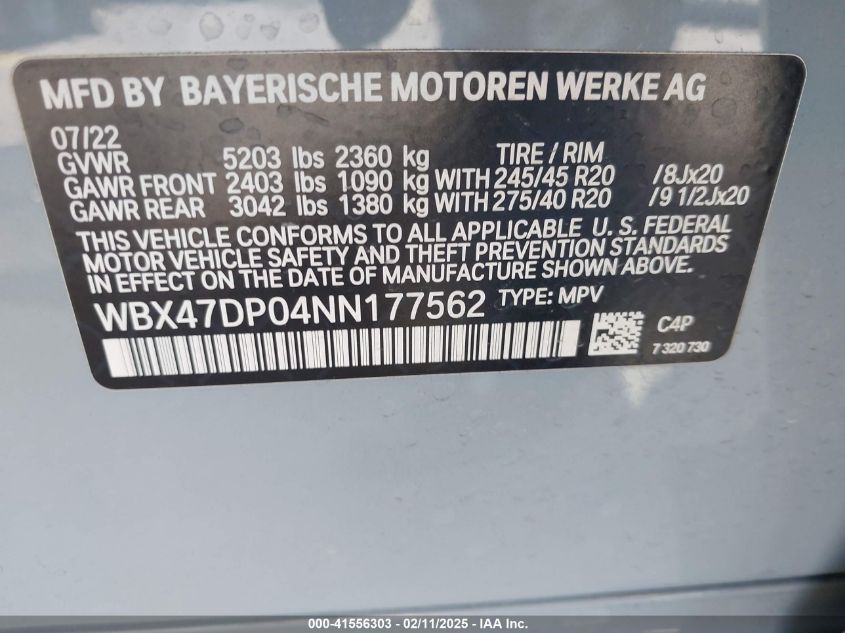 MFD BY BAYERISCHE MOTOREN WERKE AG
07/22
GVWR 5203 lbs 2360 kg TIRE / RIM
GAWR FRONT 2403 lbs 1090 kg WITH 245/45 R20 /8Jx20
GAWR REAR 3042 lbs 1380 kg WITH 275/40 R20 /9 1/2Jx20
THIS VEHICLE CONFORMS TO ALL APPLICABLE U. S. FEDERAL
MOTOR VEHICLE SAFETY AND THEFT PREVENTION STANDARDS
IN EFFECT ON THE DATE OF MANUFACTURE SHOWN ABOVE.
WBX47DP04NN177562 TYPE: MPV
C4P
7 320 730
000-41556303 - 02/11/2025 - IAA Inc.